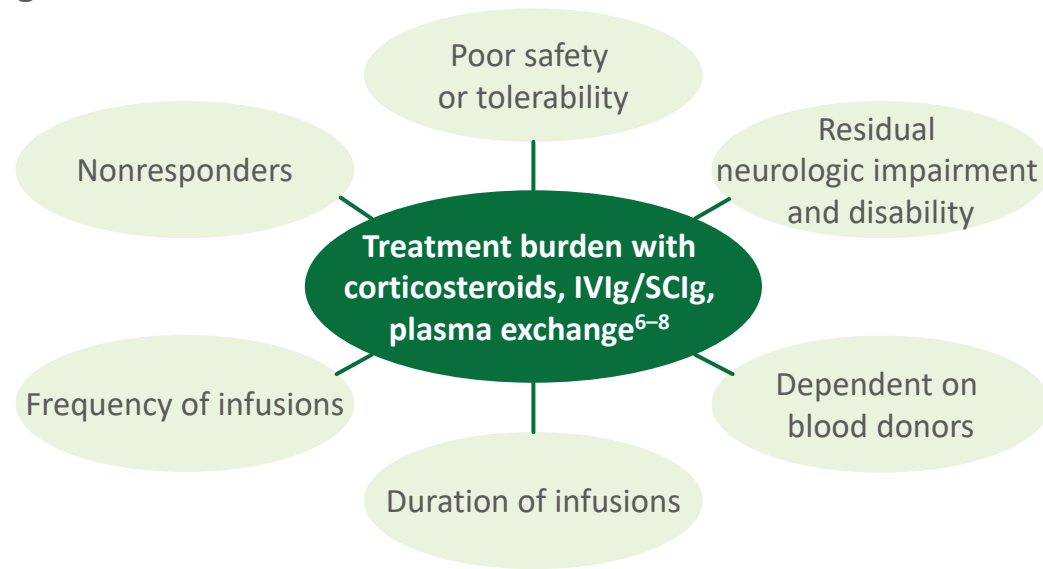 Poor safety
or tolerability
Nonresponders
Residual
neurologic impairment
and disability
Treatment burden with
corticosteroids, IVIg/SCIg,
plasma exchange⁶⁻⁸
Frequency of infusions
Dependent on
blood donors
Duration of infusions